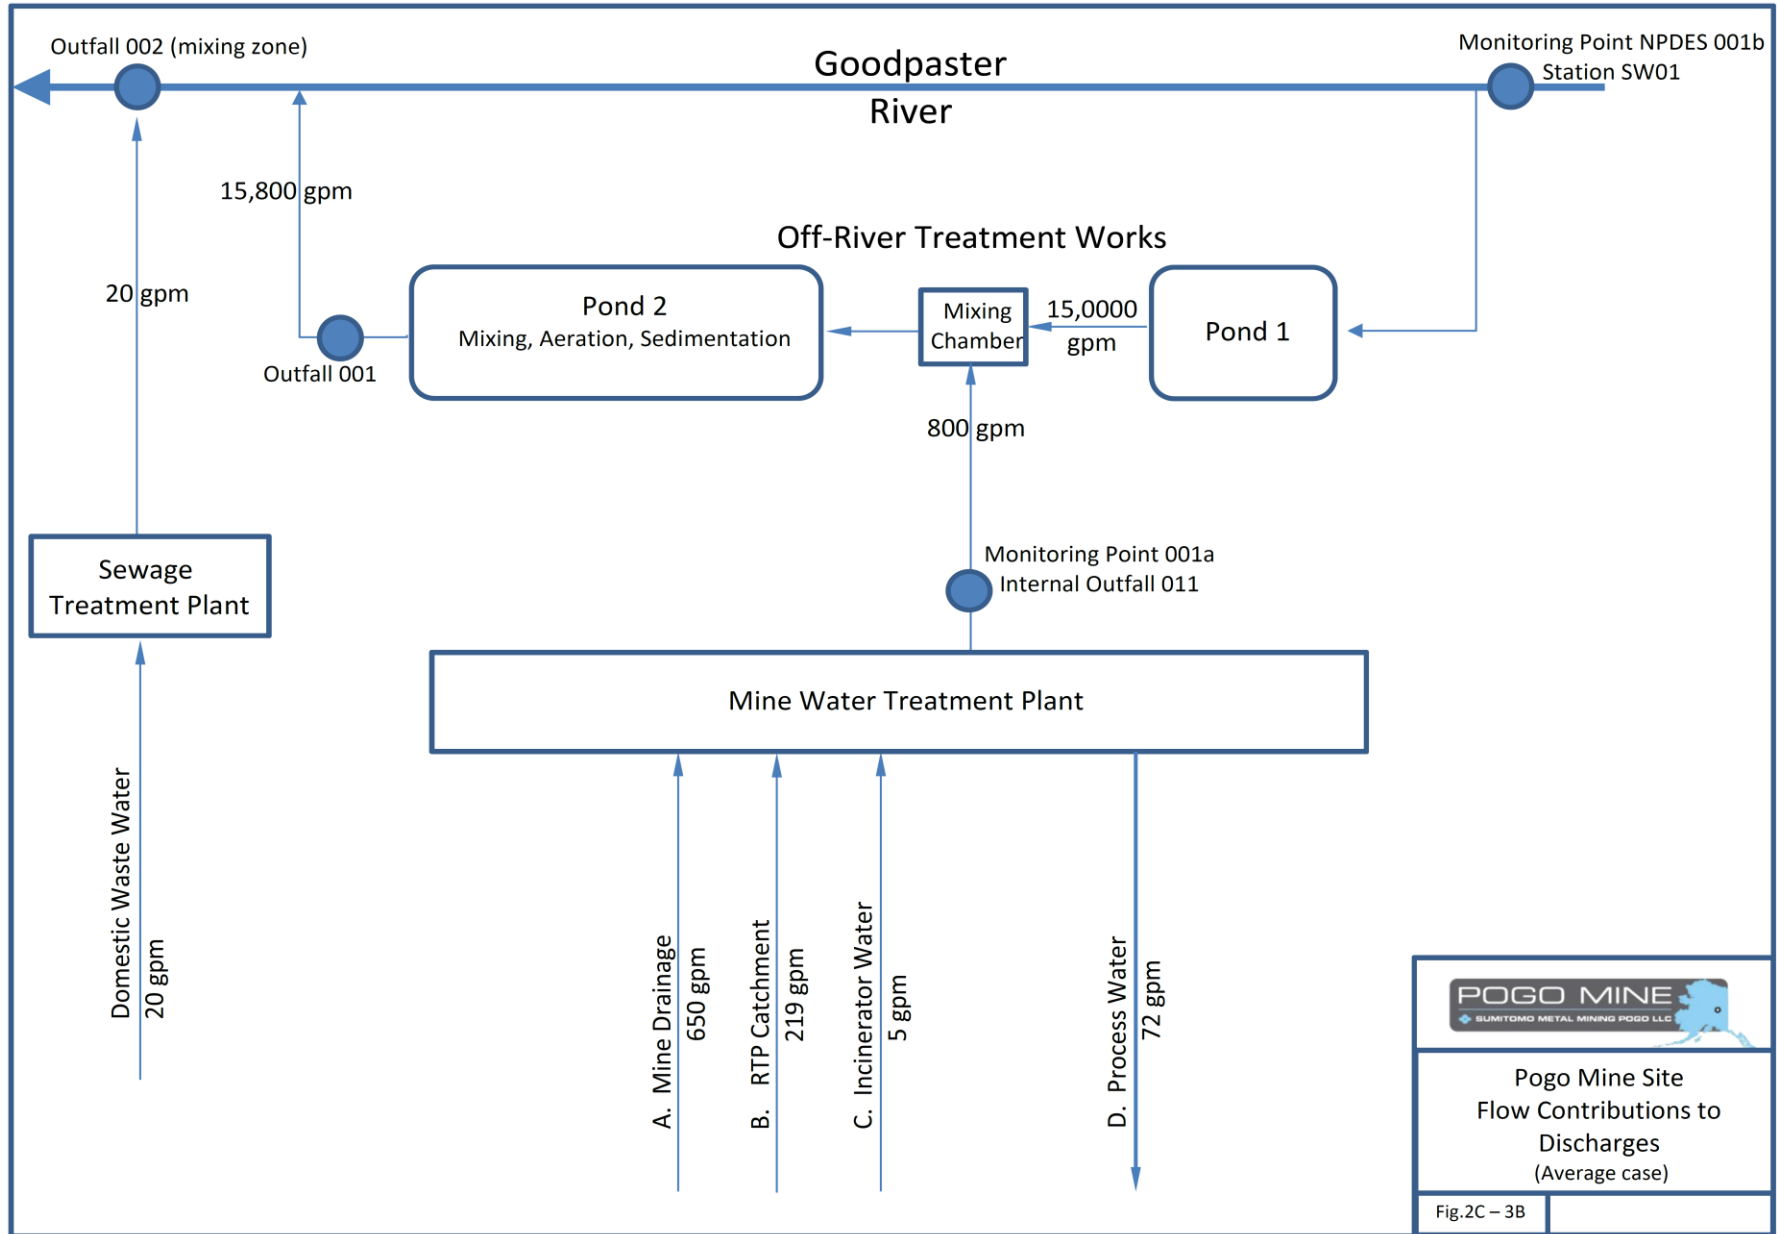 Outfall 002 (mixing zone)
Goodpaster
River
Monitoring Point NPDES 001b
Station SW01
15,800 gpm
20 gpm
Off-River Treatment Works
Pond 2
Mixing, Aeration, Sedimentation
Mixing
Chamber
15,0000
gpm
Pond 1
Outfall 001
800 gpm
Sewage
Treatment Plant
Monitoring Point 001a
Internal Outfall 011
Mine Water Treatment Plant
Domestic Waste Water
20 gpm
A. Mine Drainage
650 gpm
B. RTP Catchment
219 gpm
C. Incinerator Water
5 gpm
D. Process Water
72 gpm
POGO MINE
SUMITOMO METAL MINING POGO LLC
Pogo Mine Site
Flow Contributions to
Discharges
(Average case)
Fig.2C – 3B